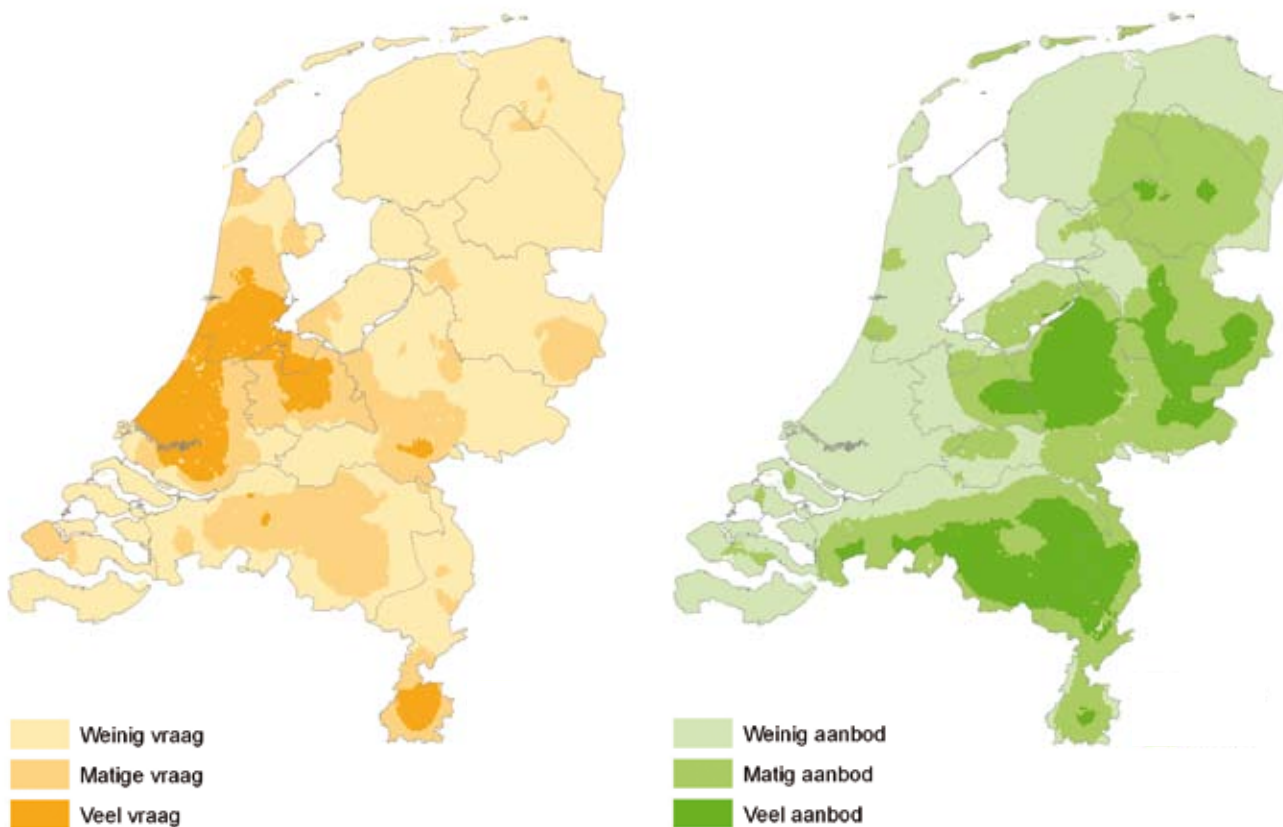 Weinig vraag
Matige vraag
Veel vraag
Weinig aanbod
Matig aanbod
Veel aanbod